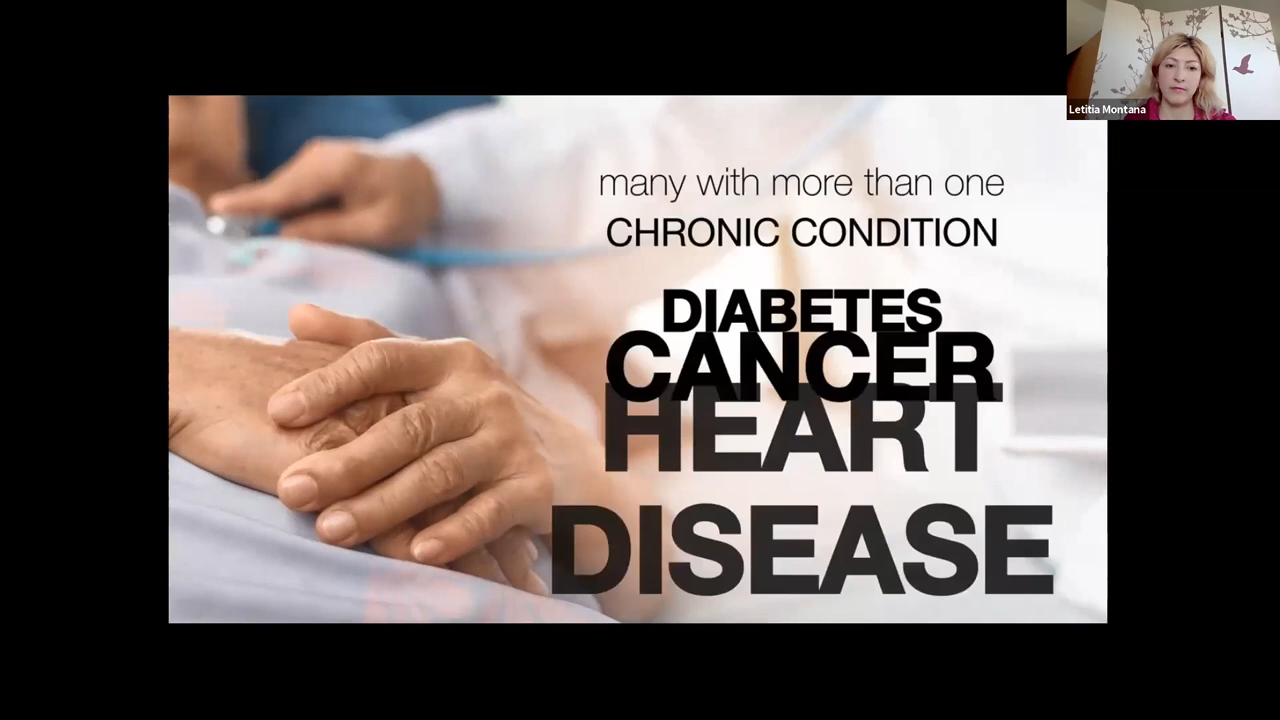 Letitia Montana
many with more than one
CHRONIC CONDITION
DIABETES
CANCER
HEART
DISEASE